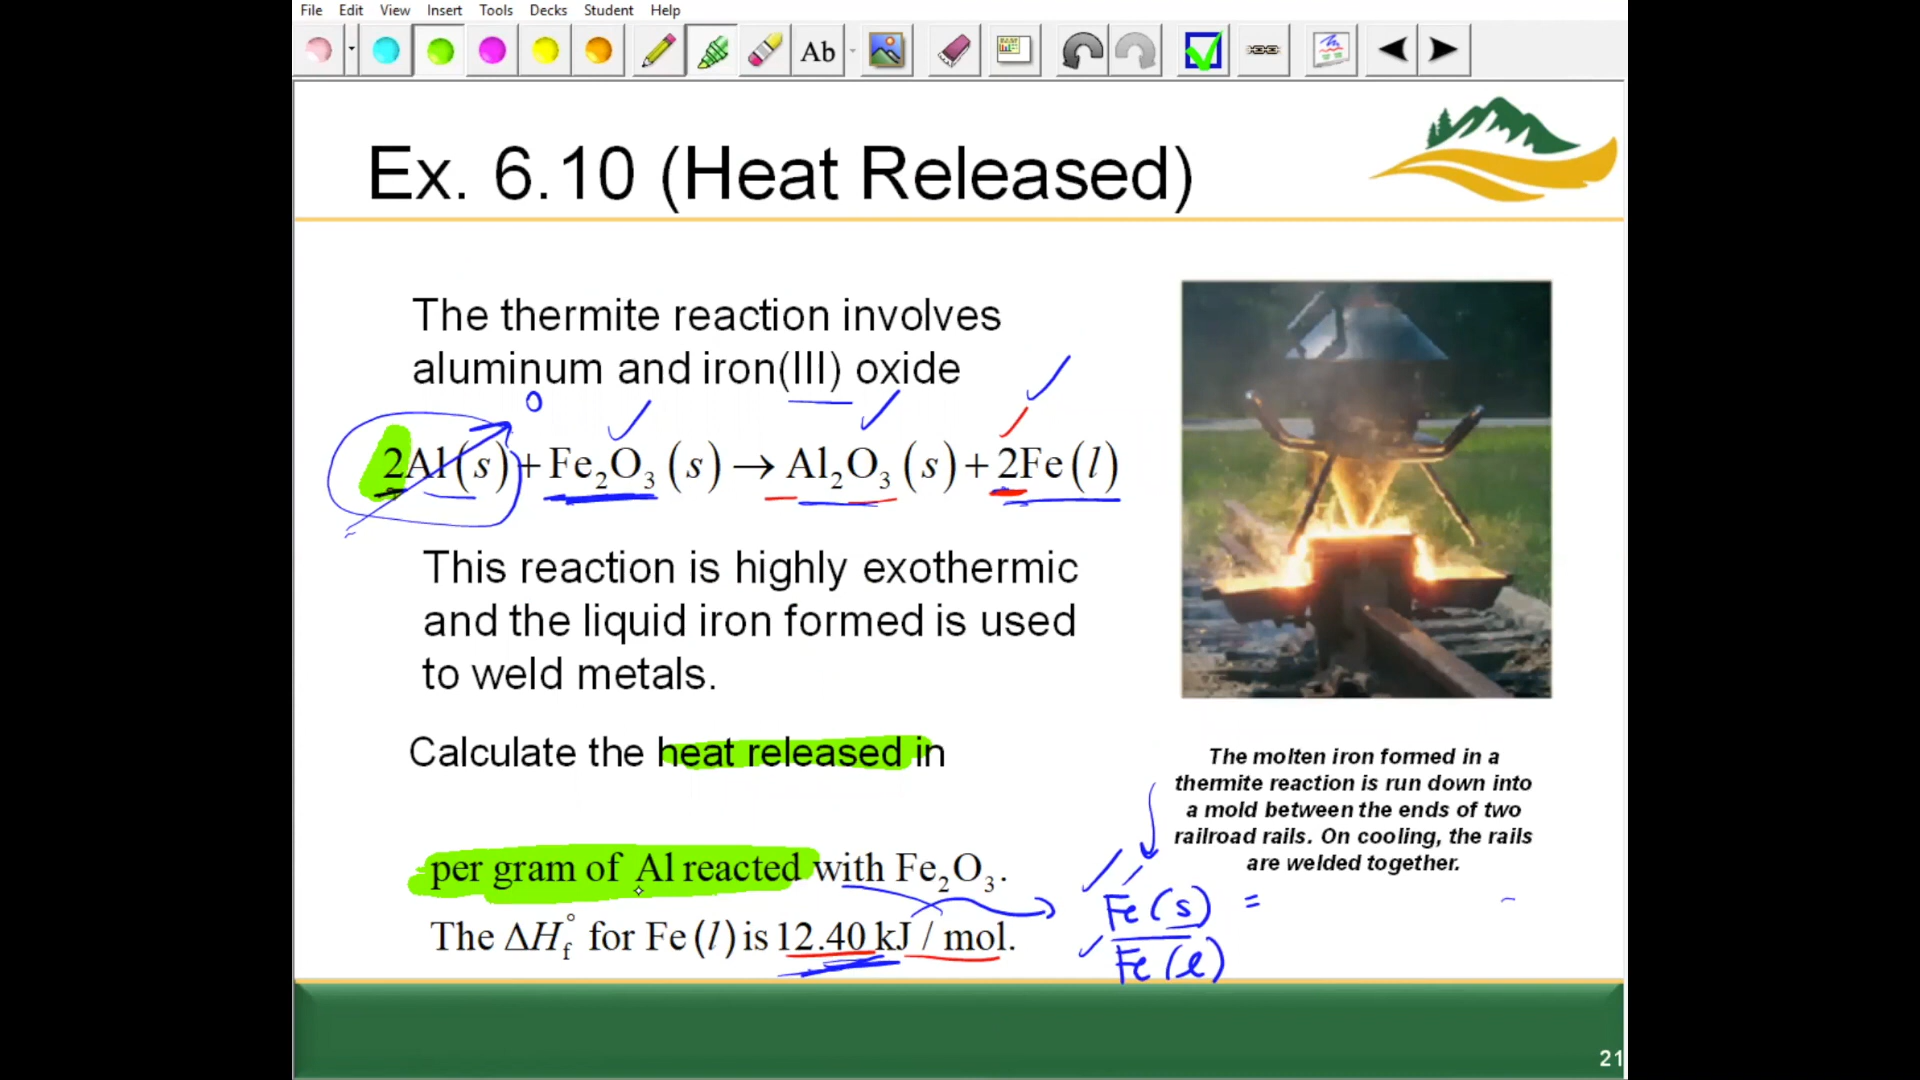 File Edit View Insert Tools Decks Student Help
Ab
Ex. 6.10 (Heat Released)
The thermite reaction involves
aluminum and iron(III) oxide
0
2Al(s) + Fe₂O₃(s) → Al₂O₃(s) + 2Fe(l)
This reaction is highly exothermic
and the liquid iron formed is used
to weld metals.
Calculate the heat released in
per gram of Al reacted with Fe₂O₃.
The ΔH°f for Fe(l) is 12.40 kJ / mol.
The molten iron formed in a
thermite reaction is run down into
a mold between the ends of two
railroad rails. On cooling, the rails
are welded together.
Fe(s) =
Fe(l)
21